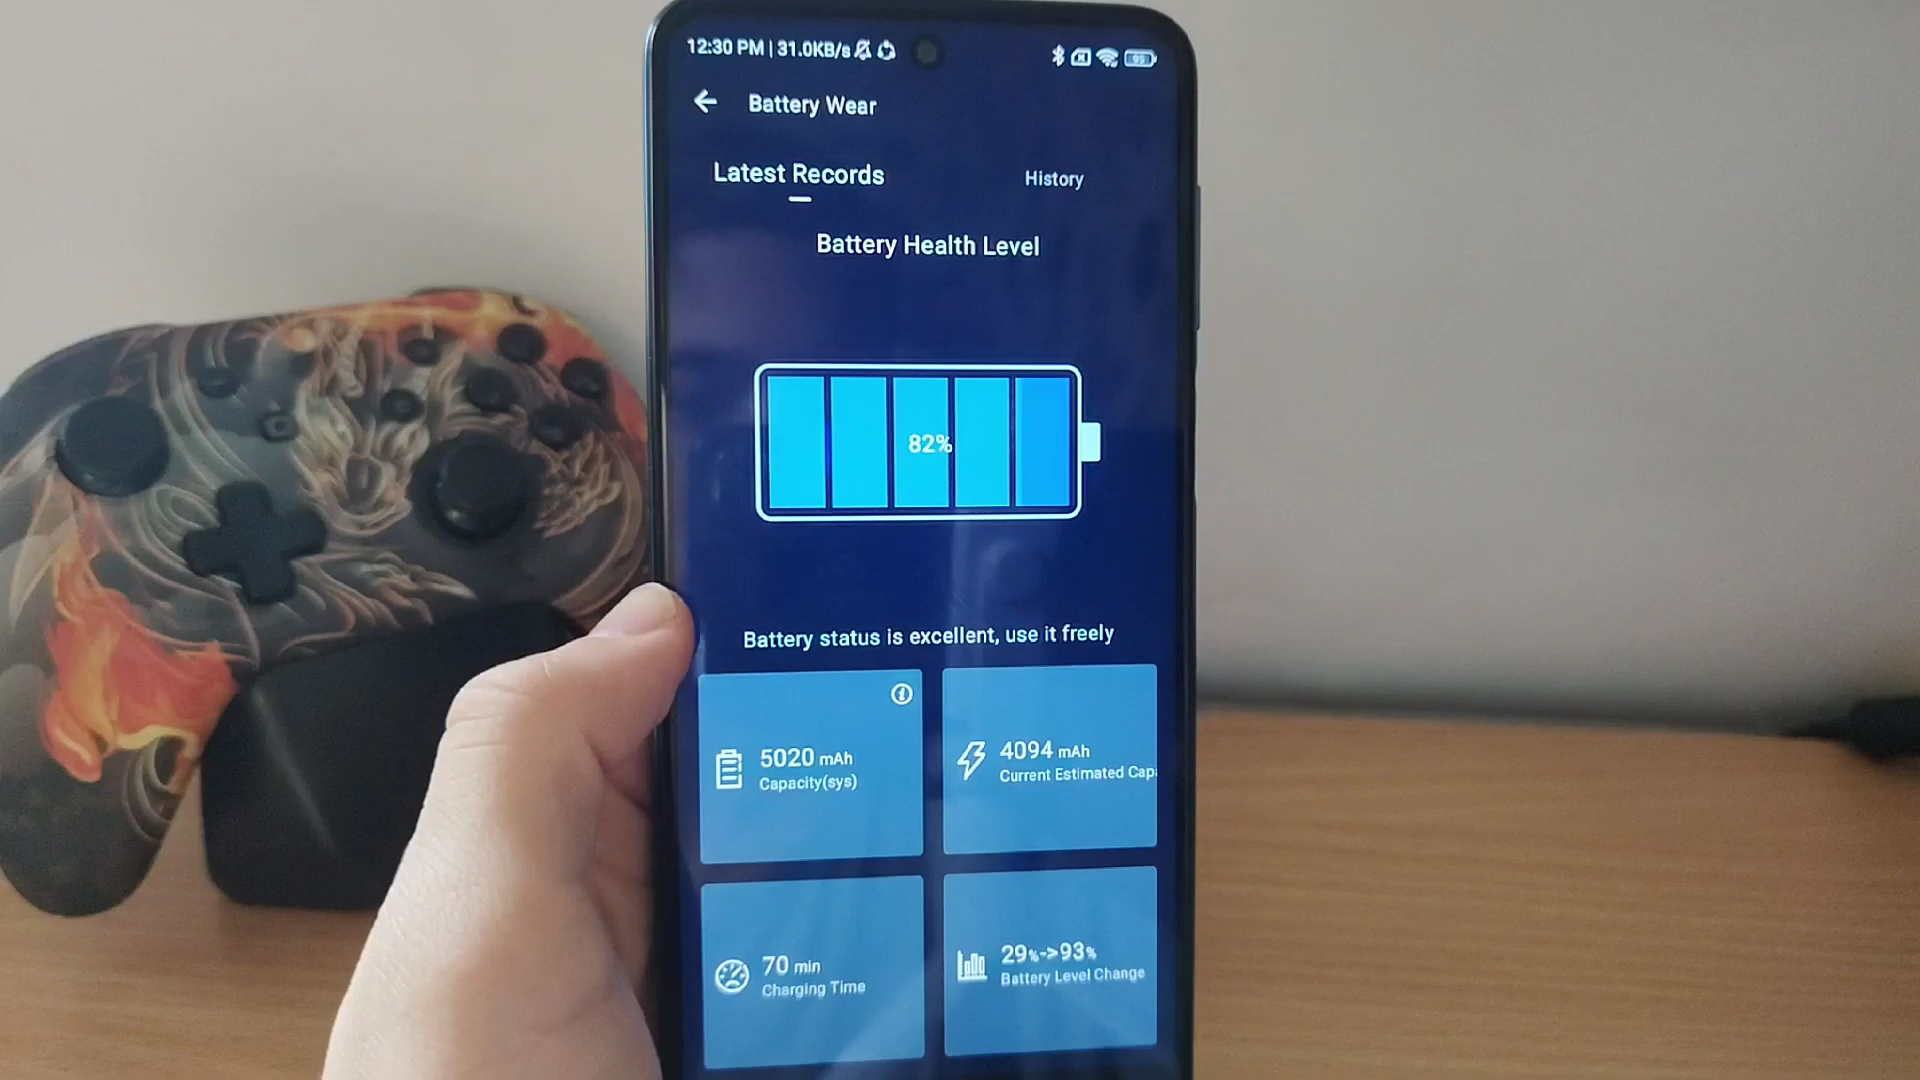 12:30 PM | 31.0KB/s
95
Battery Wear
Latest Records
History
Battery Health Level
82%
Battery status is excellent, use it freely
5020 mAh
Capacity(sys)
4094 mAh
Current Estimated Cap
70 min
Charging Time
29%->93%
Battery Level Change